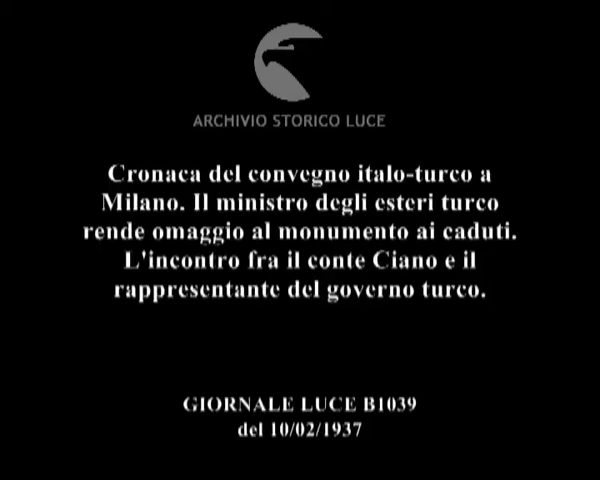 ARCHIVIO STORICO LUCE
Cronaca del convegno italo-turco a
Milano. Il ministro degli esteri turco
rende omaggio al monumento ai caduti.
L'incontro fra il conte Ciano e il
rappresentante del governo turco.
GIORNALE LUCE B1039
del 10/02/1937